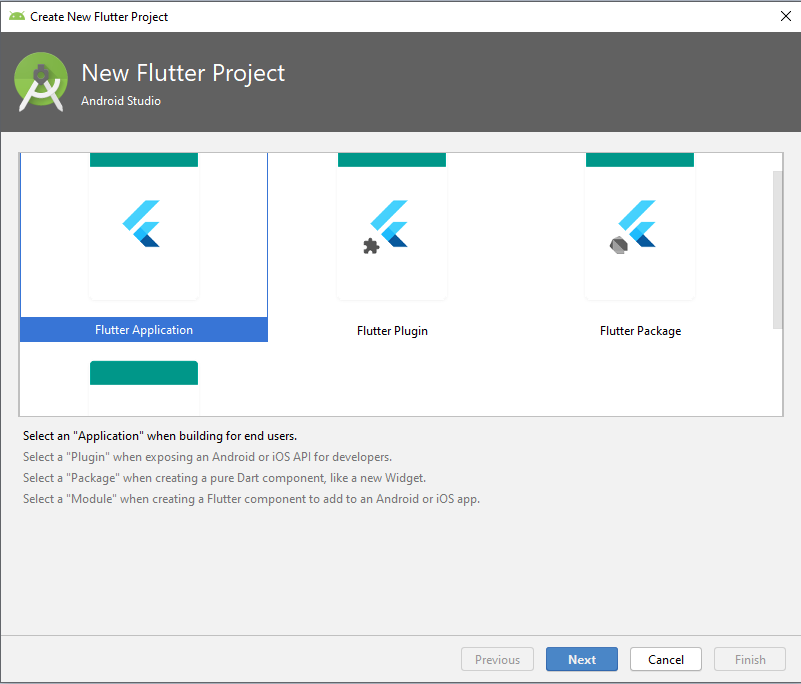 Create New Flutter Project
New Flutter Project
Android Studio
Flutter Application
Flutter Plugin
Flutter Package
Select an "Application" when building for end users.
Select a "Plugin" when exposing an Android or iOS API for developers.
Select a "Package" when creating a pure Dart component, like a new Widget.
Select a "Module" when creating a Flutter component to add to an Android or iOS app.
Previous
Next
Cancel
Finish